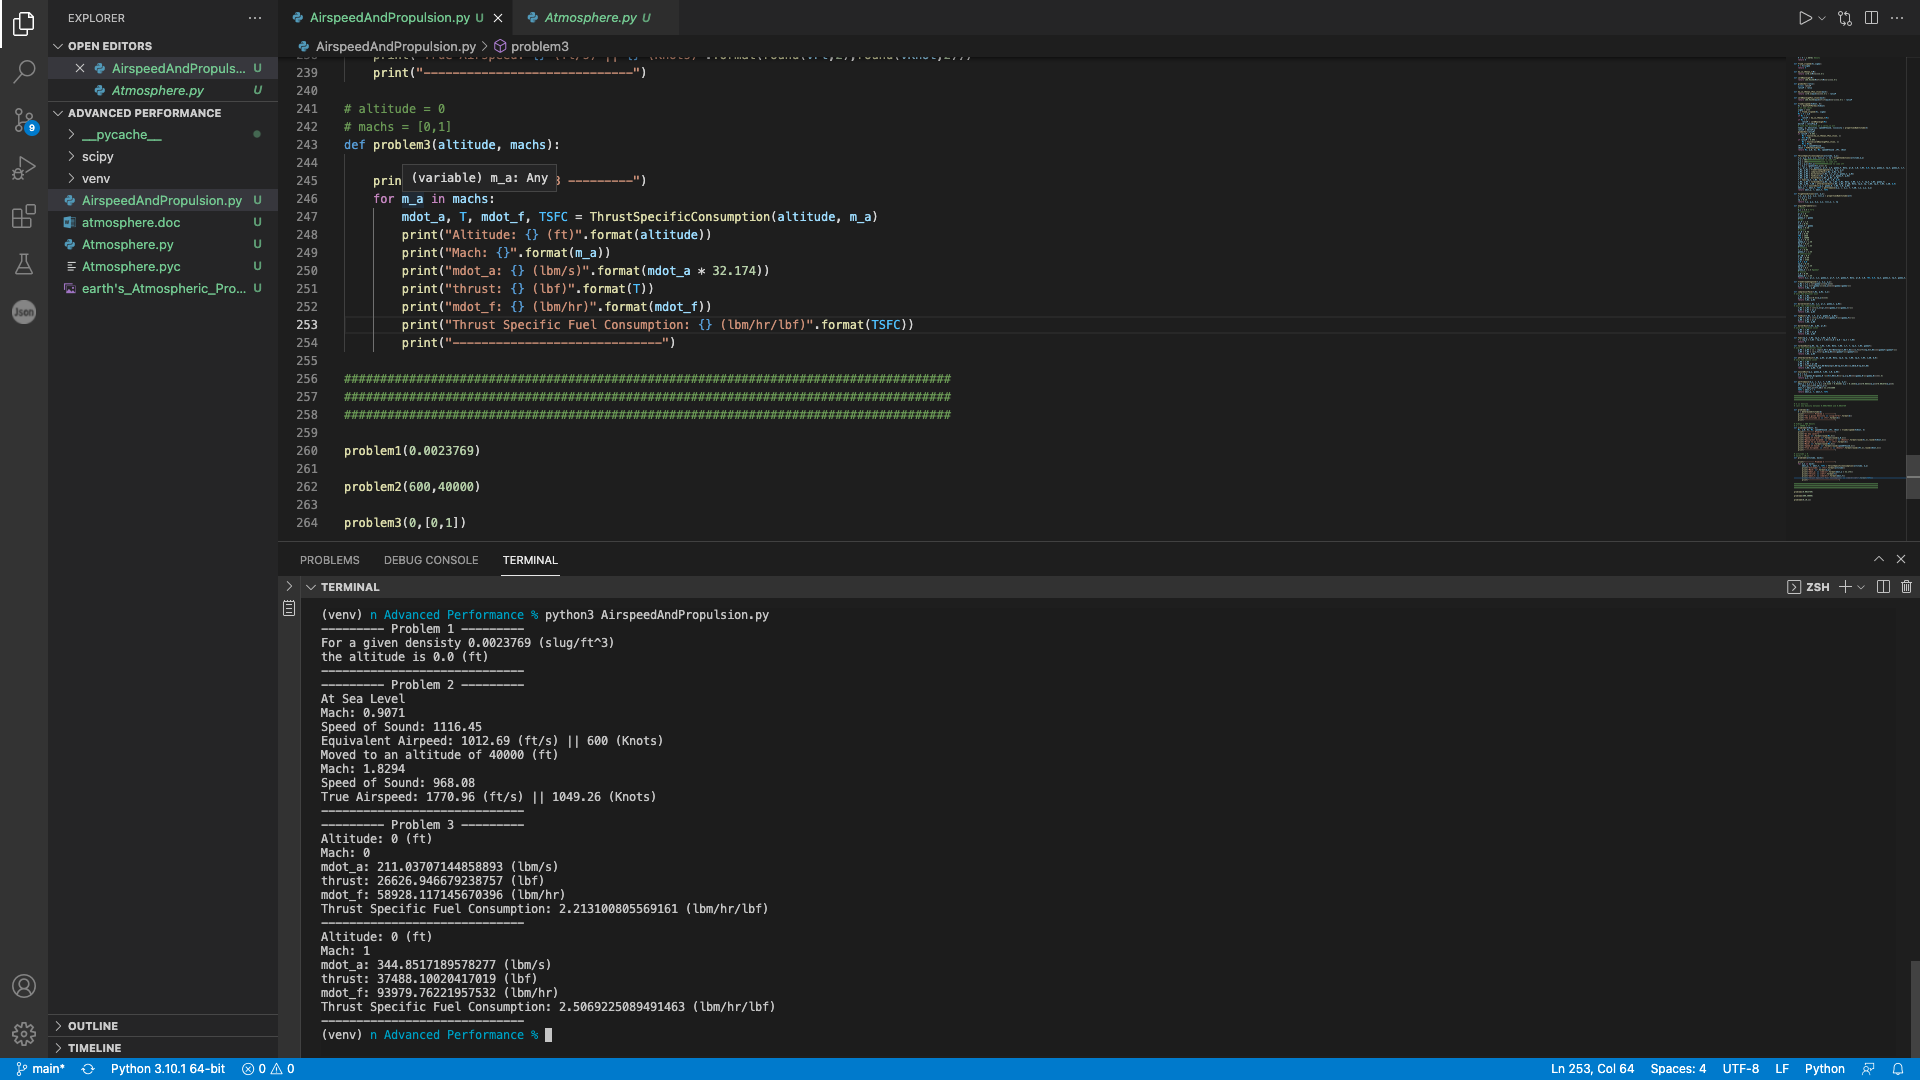 EXPLORER
OPEN EDITORS
AirspeedAndPropuls... U
Atmosphere.py U
ADVANCED PERFORMANCE
__pycache__
scipy
venv
AirspeedAndPropulsion.py U
atmosphere.doc U
Atmosphere.py U
Atmosphere.pyc U
earth's_Atmospheric_Pro... U
OUTLINE
TIMELINE
9
Json
AirspeedAndPropulsion.py U
Atmosphere.py U
AirspeedAndPropulsion.py > problem3
239 print("-----------------------------")
240
241 # altitude = 0
242 # machs = [0,1]
243 def problem3(altitude, machs):
244
(variable) m_a: Any
245 prin 3 ---------")
246 for m_a in machs:
247 mdot_a, T, mdot_f, TSFC = ThrustSpecificConsumption(altitude, m_a)
248 print("Altitude: {} (ft)".format(altitude))
249 print("Mach: {}".format(m_a))
250 print("mdot_a: {} (lbm/s)".format(mdot_a * 32.174))
251 print("thrust: {} (lbf)".format(T))
252 print("mdot_f: {} (lbm/hr)".format(mdot_f))
253 print("Thrust Specific Fuel Consumption: {} (lbm/hr/lbf)".format(TSFC))
254 print("-----------------------------")
255
256 ####################################################################################
257 ####################################################################################
258 ####################################################################################
259
260 problem1(0.0023769)
261
262 problem2(600,40000)
263
264 problem3(0,[0,1])
PROBLEMS DEBUG CONSOLE TERMINAL
TERMINAL
ZSH
(venv) n Advanced Performance % python3 AirspeedAndPropulsion.py
--------- Problem 1 ---------
For a given densisty 0.0023769 (slug/ft^3)
the altitude is 0.0 (ft)
-----------------------------
--------- Problem 2 ---------
At Sea Level
Mach: 0.9071
Speed of Sound: 1116.45
Equivalent Airpeed: 1012.69 (ft/s) || 600 (Knots)
Moved to an altitude of 40000 (ft)
Mach: 1.8294
Speed of Sound: 968.08
True Airspeed: 1770.96 (ft/s) || 1049.26 (Knots)
-----------------------------
--------- Problem 3 ---------
Altitude: 0 (ft)
Mach: 0
mdot_a: 211.03707144858893 (lbm/s)
thrust: 26626.946679238757 (lbf)
mdot_f: 58928.117145670396 (lbm/hr)
Thrust Specific Fuel Consumption: 2.213100805569161 (lbm/hr/lbf)
-----------------------------
Altitude: 0 (ft)
Mach: 1
mdot_a: 344.8517189578277 (lbm/s)
thrust: 37488.10020417019 (lbf)
mdot_f: 93979.76221957532 (lbm/hr)
Thrust Specific Fuel Consumption: 2.5069225089491463 (lbm/hr/lbf)
-----------------------------
(venv) n Advanced Performance %
main* Python 3.10.1 64-bit 0 0 Ln 253, Col 64 Spaces: 4 UTF-8 LF Python